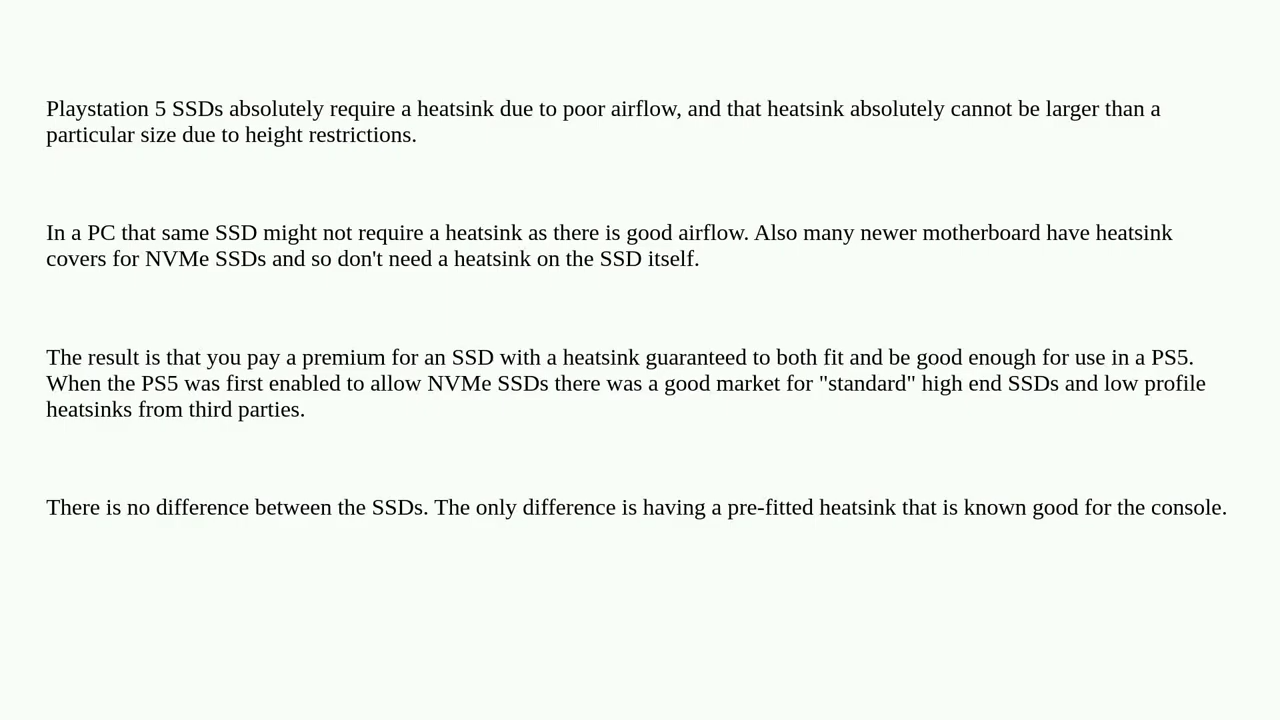 Playstation 5 SSDs absolutely require a heatsink due to poor airflow, and that heatsink absolutely cannot be larger than a
particular size due to height restrictions.
In a PC that same SSD might not require a heatsink as there is good airflow. Also many newer motherboard have heatsink
covers for NVMe SSDs and so don't need a heatsink on the SSD itself.
The result is that you pay a premium for an SSD with a heatsink guaranteed to both fit and be good enough for use in a PS5.
When the PS5 was first enabled to allow NVMe SSDs there was a good market for "standard" high end SSDs and low profile
heatsinks from third parties.
There is no difference between the SSDs. The only difference is having a pre-fitted heatsink that is known good for the console.